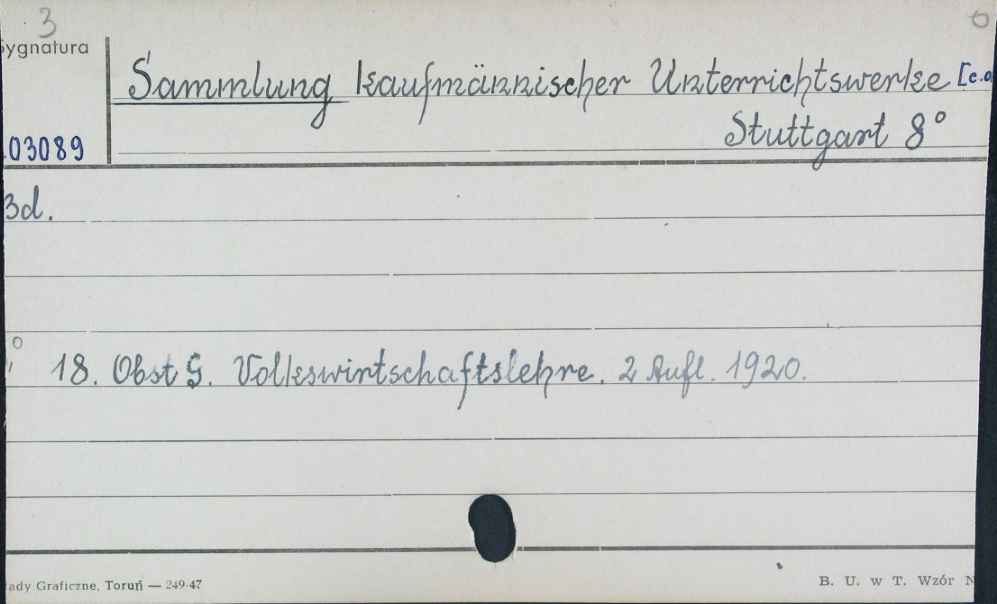 3
Sygnatura
Sammlung kaufmännischer Unterrichtswerke [c.d
Stuttgart 8°
03089
Bd.
18. Obst G. Volkswirtschaftslehre. 2 Aufl. 1920.
ady Graficzne, Toruń — 249-47
B. U. w T. Wzór N